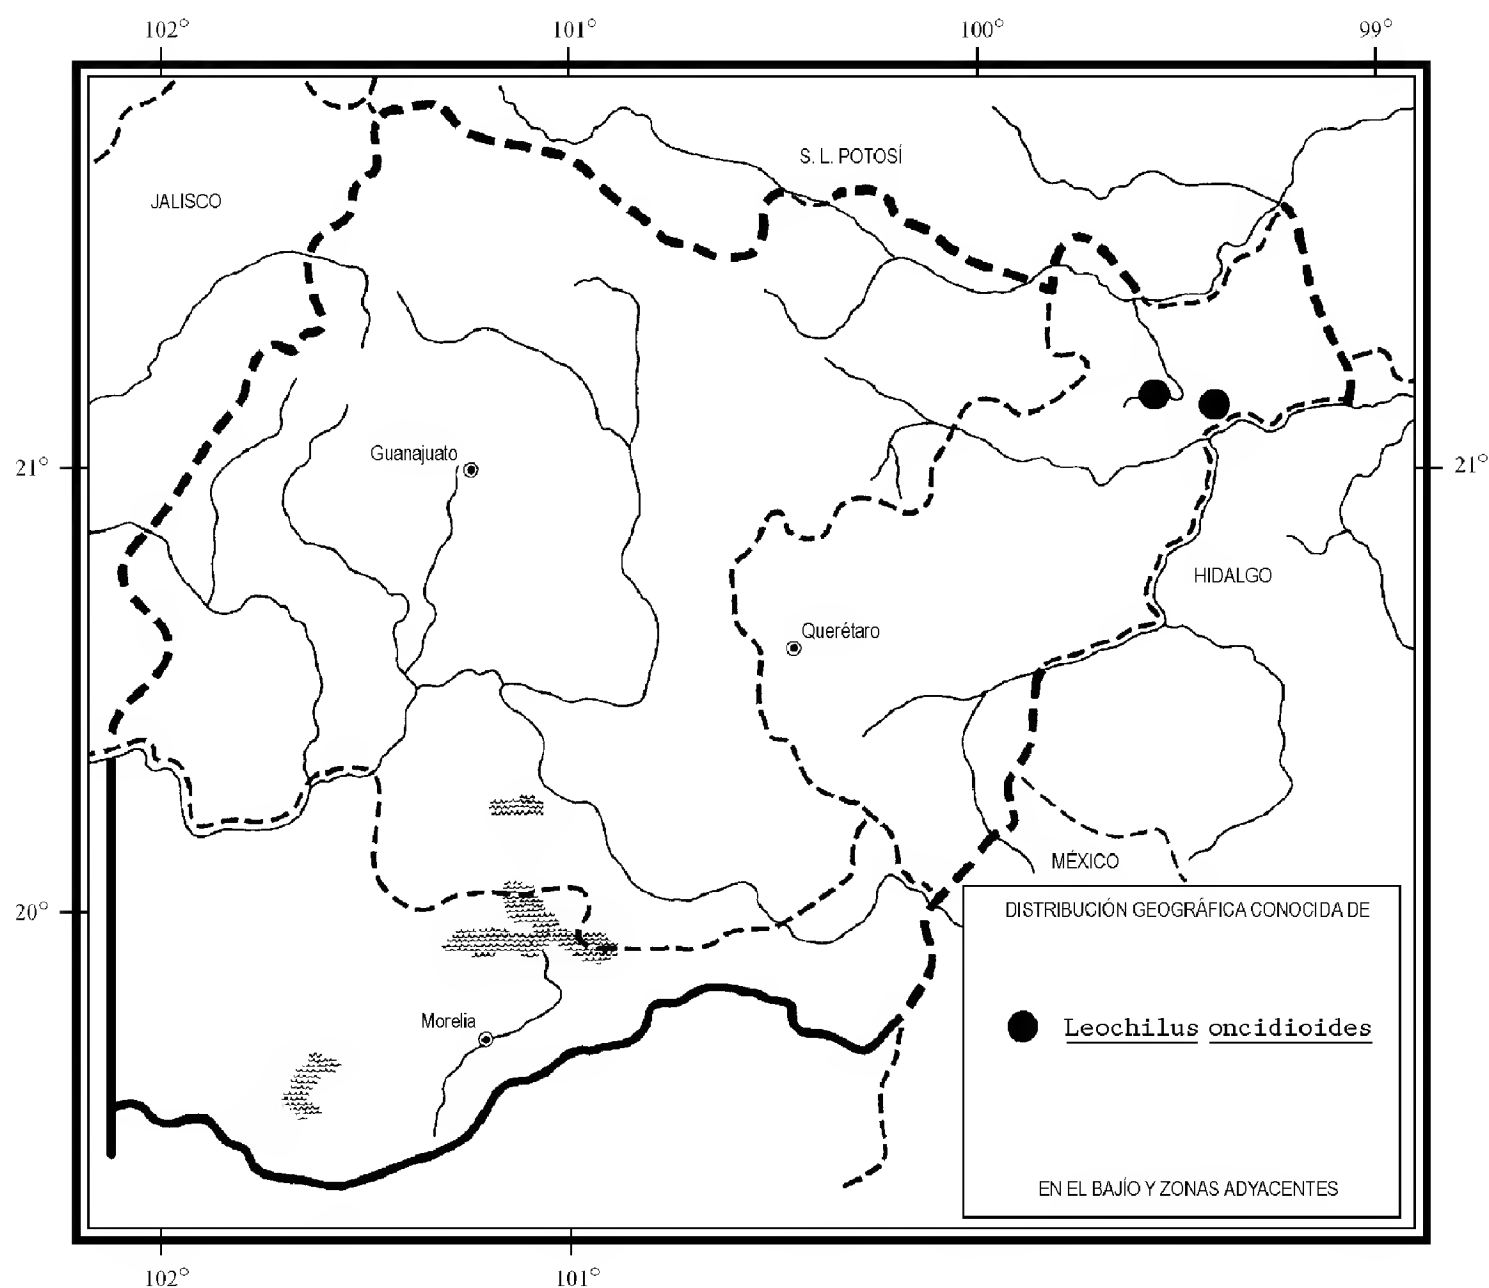 102° 101° 100° 99°
S. L. POTOSÍ
JALISCO
Guanajuato
21° 21°
HIDALGO
Querétaro
MÉXICO
20°
DISTRIBUCIÓN GEOGRÁFICA CONOCIDA DE
Leochilus oncidioides
Morelia
EN EL BAJÍO Y ZONAS ADYACENTES
102° 101°